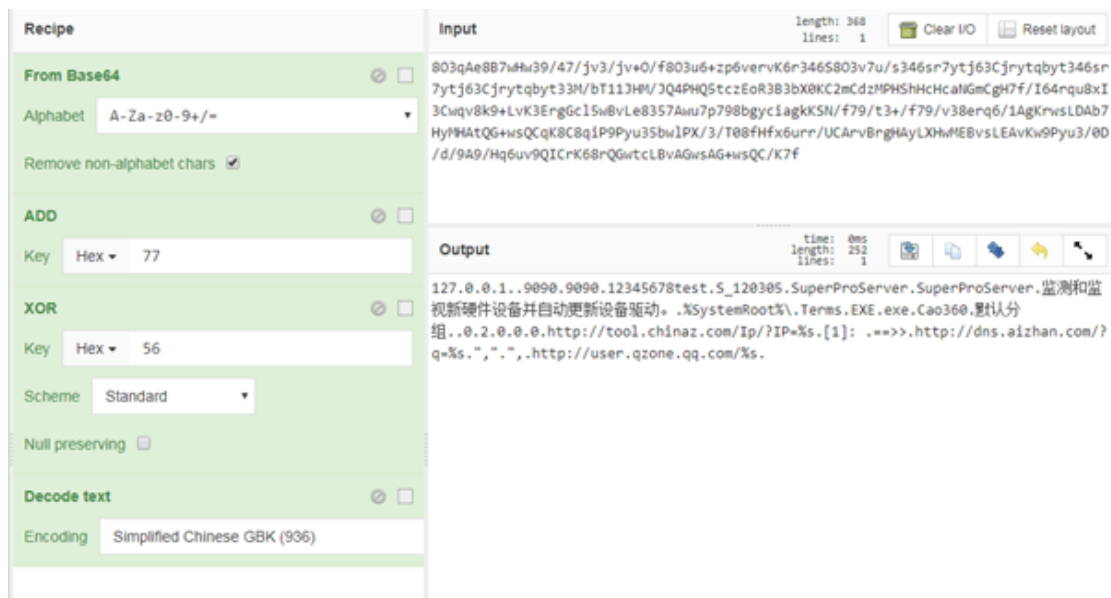 Recipe
From Base64
Alphabet A-Za-z0-9+/=
Remove non-alphabet chars
ADD
Key Hex 77
XOR
Key Hex 56
Scheme Standard
Null preserving
Decode text
Encoding Simplified Chinese GBK (936)
Input
length: 368
lines: 1
Clear I/O
Reset layout
8O3qAe8B7wHw39/47/jv3/jv+O/f8O3u6+zp6vervK6r346S8O3v7u/s346sr7ytj63Cjrytqbyt346sr
7ytj63Cjrytqbyt33M/bT11JHM/JQ4PHQ5tczEoR3B3bX0KC2mCdzMPHShHcHcaNGmCgH7f/I64rqu8xI
3Cwqv8k9+LvK3ErgGcl5wBvLe8357Awu7p798bgyciagkKSN/f79/t3+/f79/v38erq6/1AgKrwsLDAb7
HyMHAtQG+wsQCqK8C8qiP9Pyu35bwlPX/3/T08fHfx6urr/UCArvBrgHAyLXHwMEBvsLEAvKw9Pyu3/0D
/d/9A9/Hq6uv9QICrK68rQGwtcLBvAGwsAG+wsQC/K7f
Output
time: 0ms
length: 252
lines: 1
127.0.0.1..9090.9090.12345678test.S_120305.SuperProServer.SuperProServer.监测和监
视新硬件设备并自动更新设备驱动。.%SystemRoot%\.Terms.EXE.exe.Cao360.默认分
组..0.2.0.0.0.http://tool.chinaz.com/Ip/?IP=%s.[1]: .==>>.http://dns.aizhan.com/?
q=%s.",".",.http://user.qzone.qq.com/%s.